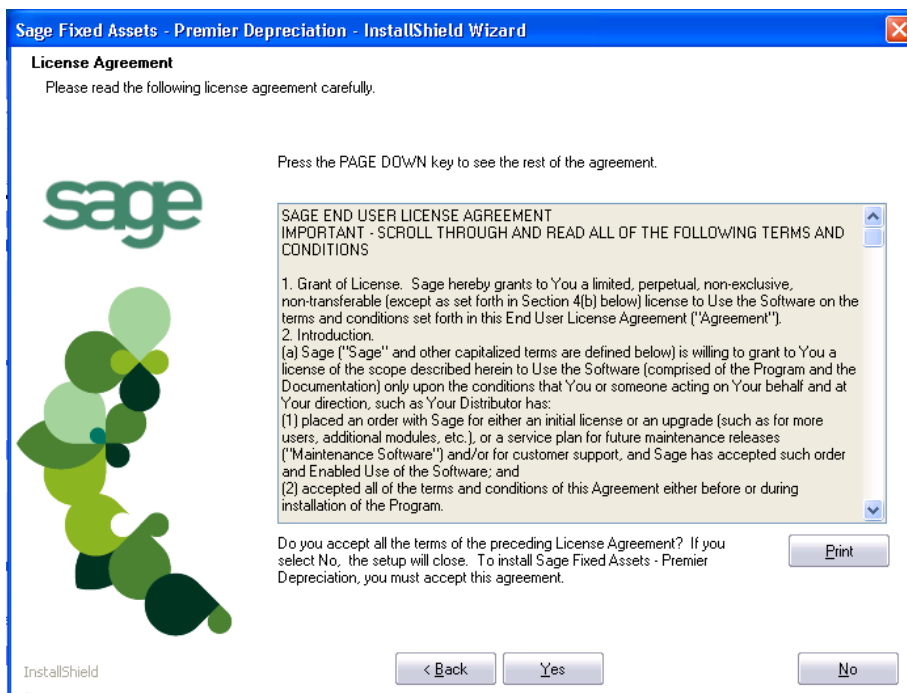 Sage Fixed Assets - Premier Depreciation - InstallShield Wizard
License Agreement
Please read the following license agreement carefully.
Press the PAGE DOWN key to see the rest of the agreement.
sage
SAGE END USER LICENSE AGREEMENT
IMPORTANT - SCROLL THROUGH AND READ ALL OF THE FOLLOWING TERMS AND
CONDITIONS
1. Grant of License. Sage hereby grants to You a limited, perpetual, non-exclusive,
non-transferable (except as set forth in Section 4(b) below) license to Use the Software on the
terms and conditions set forth in this End User License Agreement ("Agreement").
2. Introduction.
(a) Sage ("Sage" and other capitalized terms are defined below) is willing to grant to You a
license of the scope described herein to Use the Software (comprised of the Program and the
Documentation) only upon the conditions that You or someone acting on Your behalf and at
Your direction, such as Your Distributor has:
(1) placed an order with Sage for either an initial license or an upgrade (such as for more
users, additional modules, etc.), or a service plan for future maintenance releases
("Maintenance Software") and/or for customer support, and Sage has accepted such order
and Enabled Use of the Software; and
(2) accepted all of the terms and conditions of this Agreement either before or during
installation of the Program.
Do you accept all the terms of the preceding License Agreement? If you
select No, the setup will close. To install Sage Fixed Assets - Premier
Depreciation, you must accept this agreement.
Print
InstallShield
< Back
Yes
No